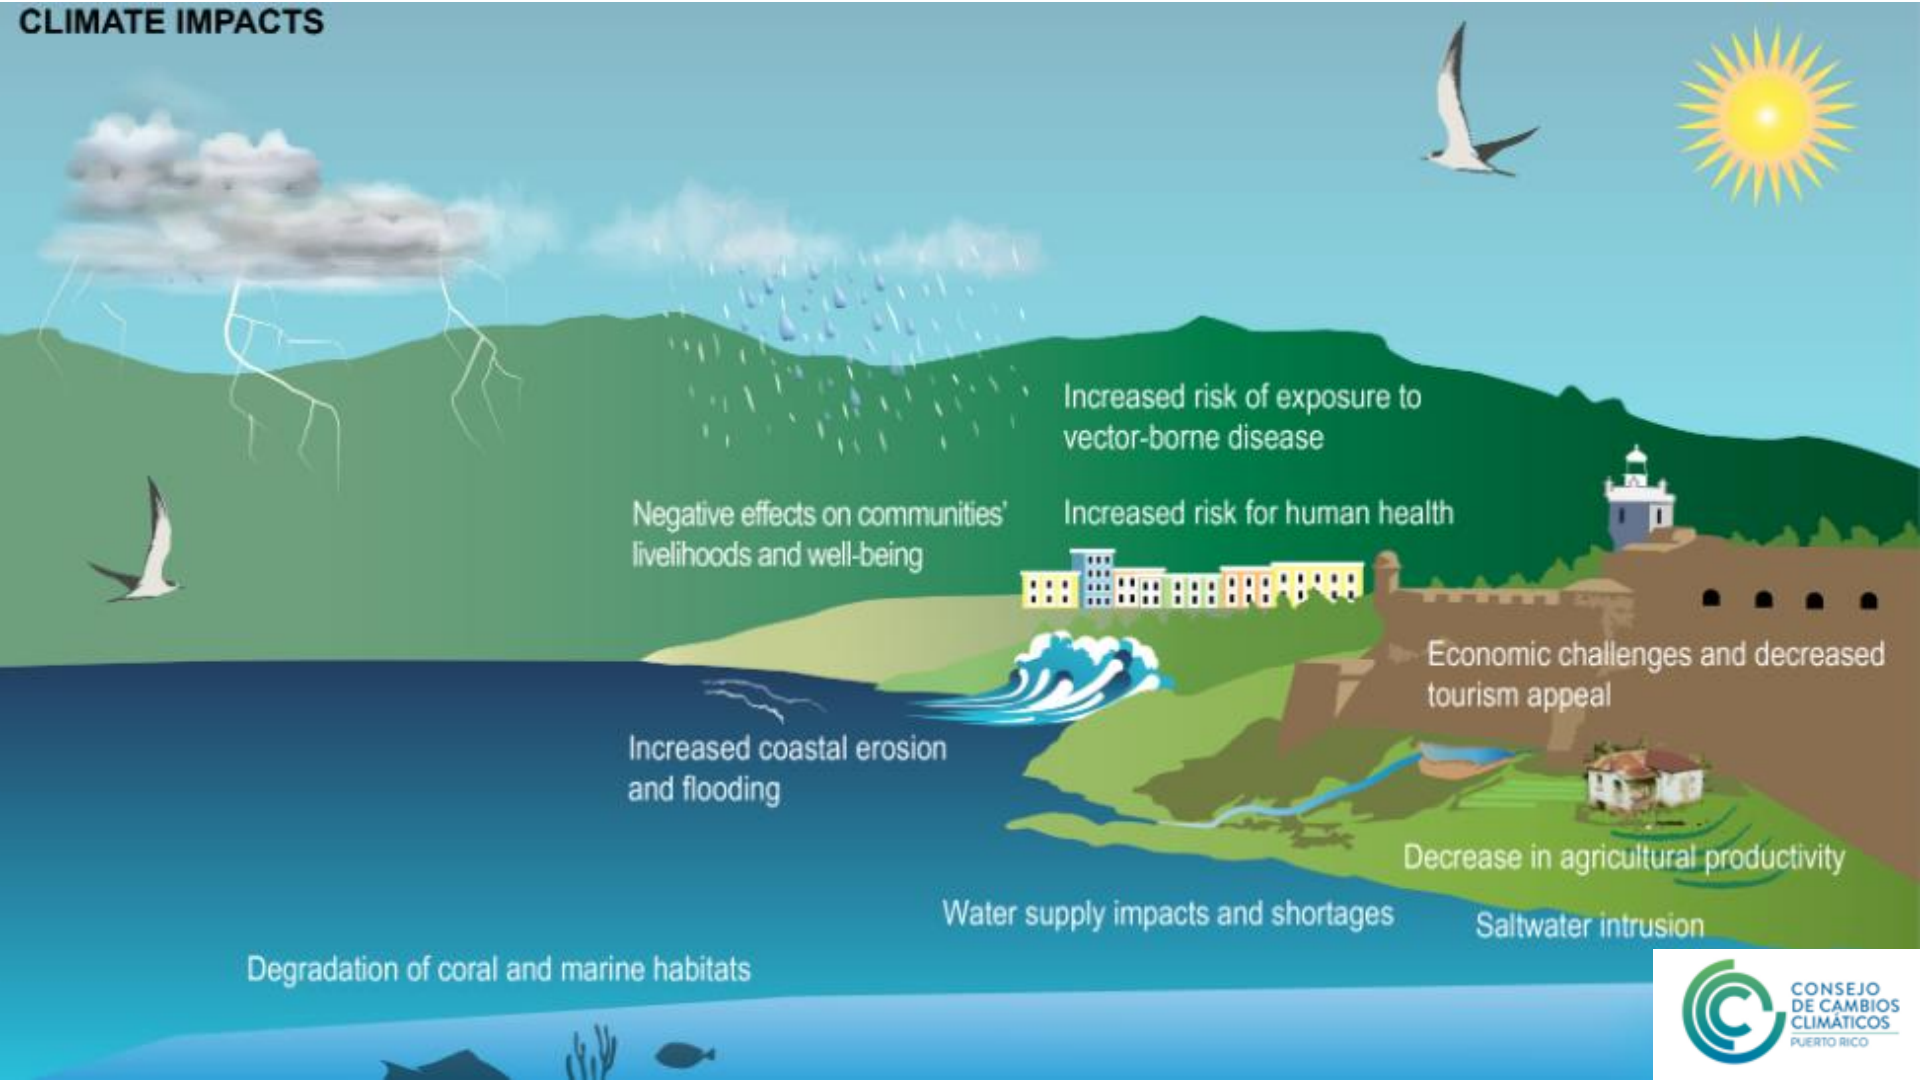 CLIMATE IMPACTS
Increased risk of exposure to
vector-borne disease
Negative effects on communities'
livelihoods and well-being
Increased risk for human health
Economic challenges and decreased
tourism appeal
Increased coastal erosion
and flooding
Decrease in agricultural productivity
Water supply impacts and shortages
Saltwater intrusion
Degradation of coral and marine habitats
CONSEJO
DE CAMBIOS
CLIMÁTICOS
PUERTO RICO